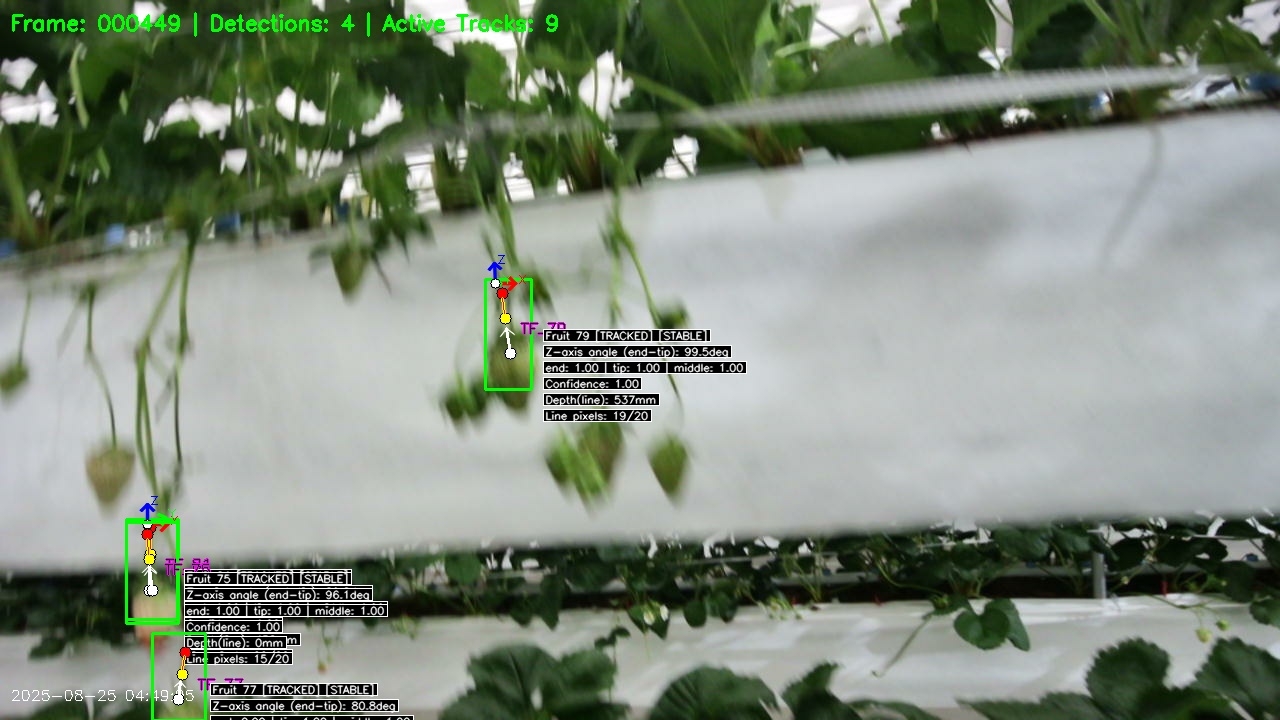 Frame: 000449 | Detections: 4 | Active Tracks: 9
Z
X
Fruit 79 [TRACKED] [STABLE]
Z-axis angle (end-tip): 99.5deg
end: 1.00 | tip: 1.00 | middle: 1.00
Confidence: 1.00
Depth(line): 537mm
Line pixels: 19/20
Z
Fruit 75 [TRACKED] [STABLE]
Z-axis angle (end-tip): 96.1deg
end: 1.00 | tip: 1.00 | middle: 1.00
Confidence: 1.00
Depth(line): 0mm
Line pixels: 15/20
TF_77
Fruit 77 [TRACKED] [STABLE]
2025-08-25 04:49
Z-axis angle (end-tip): 80.8deg